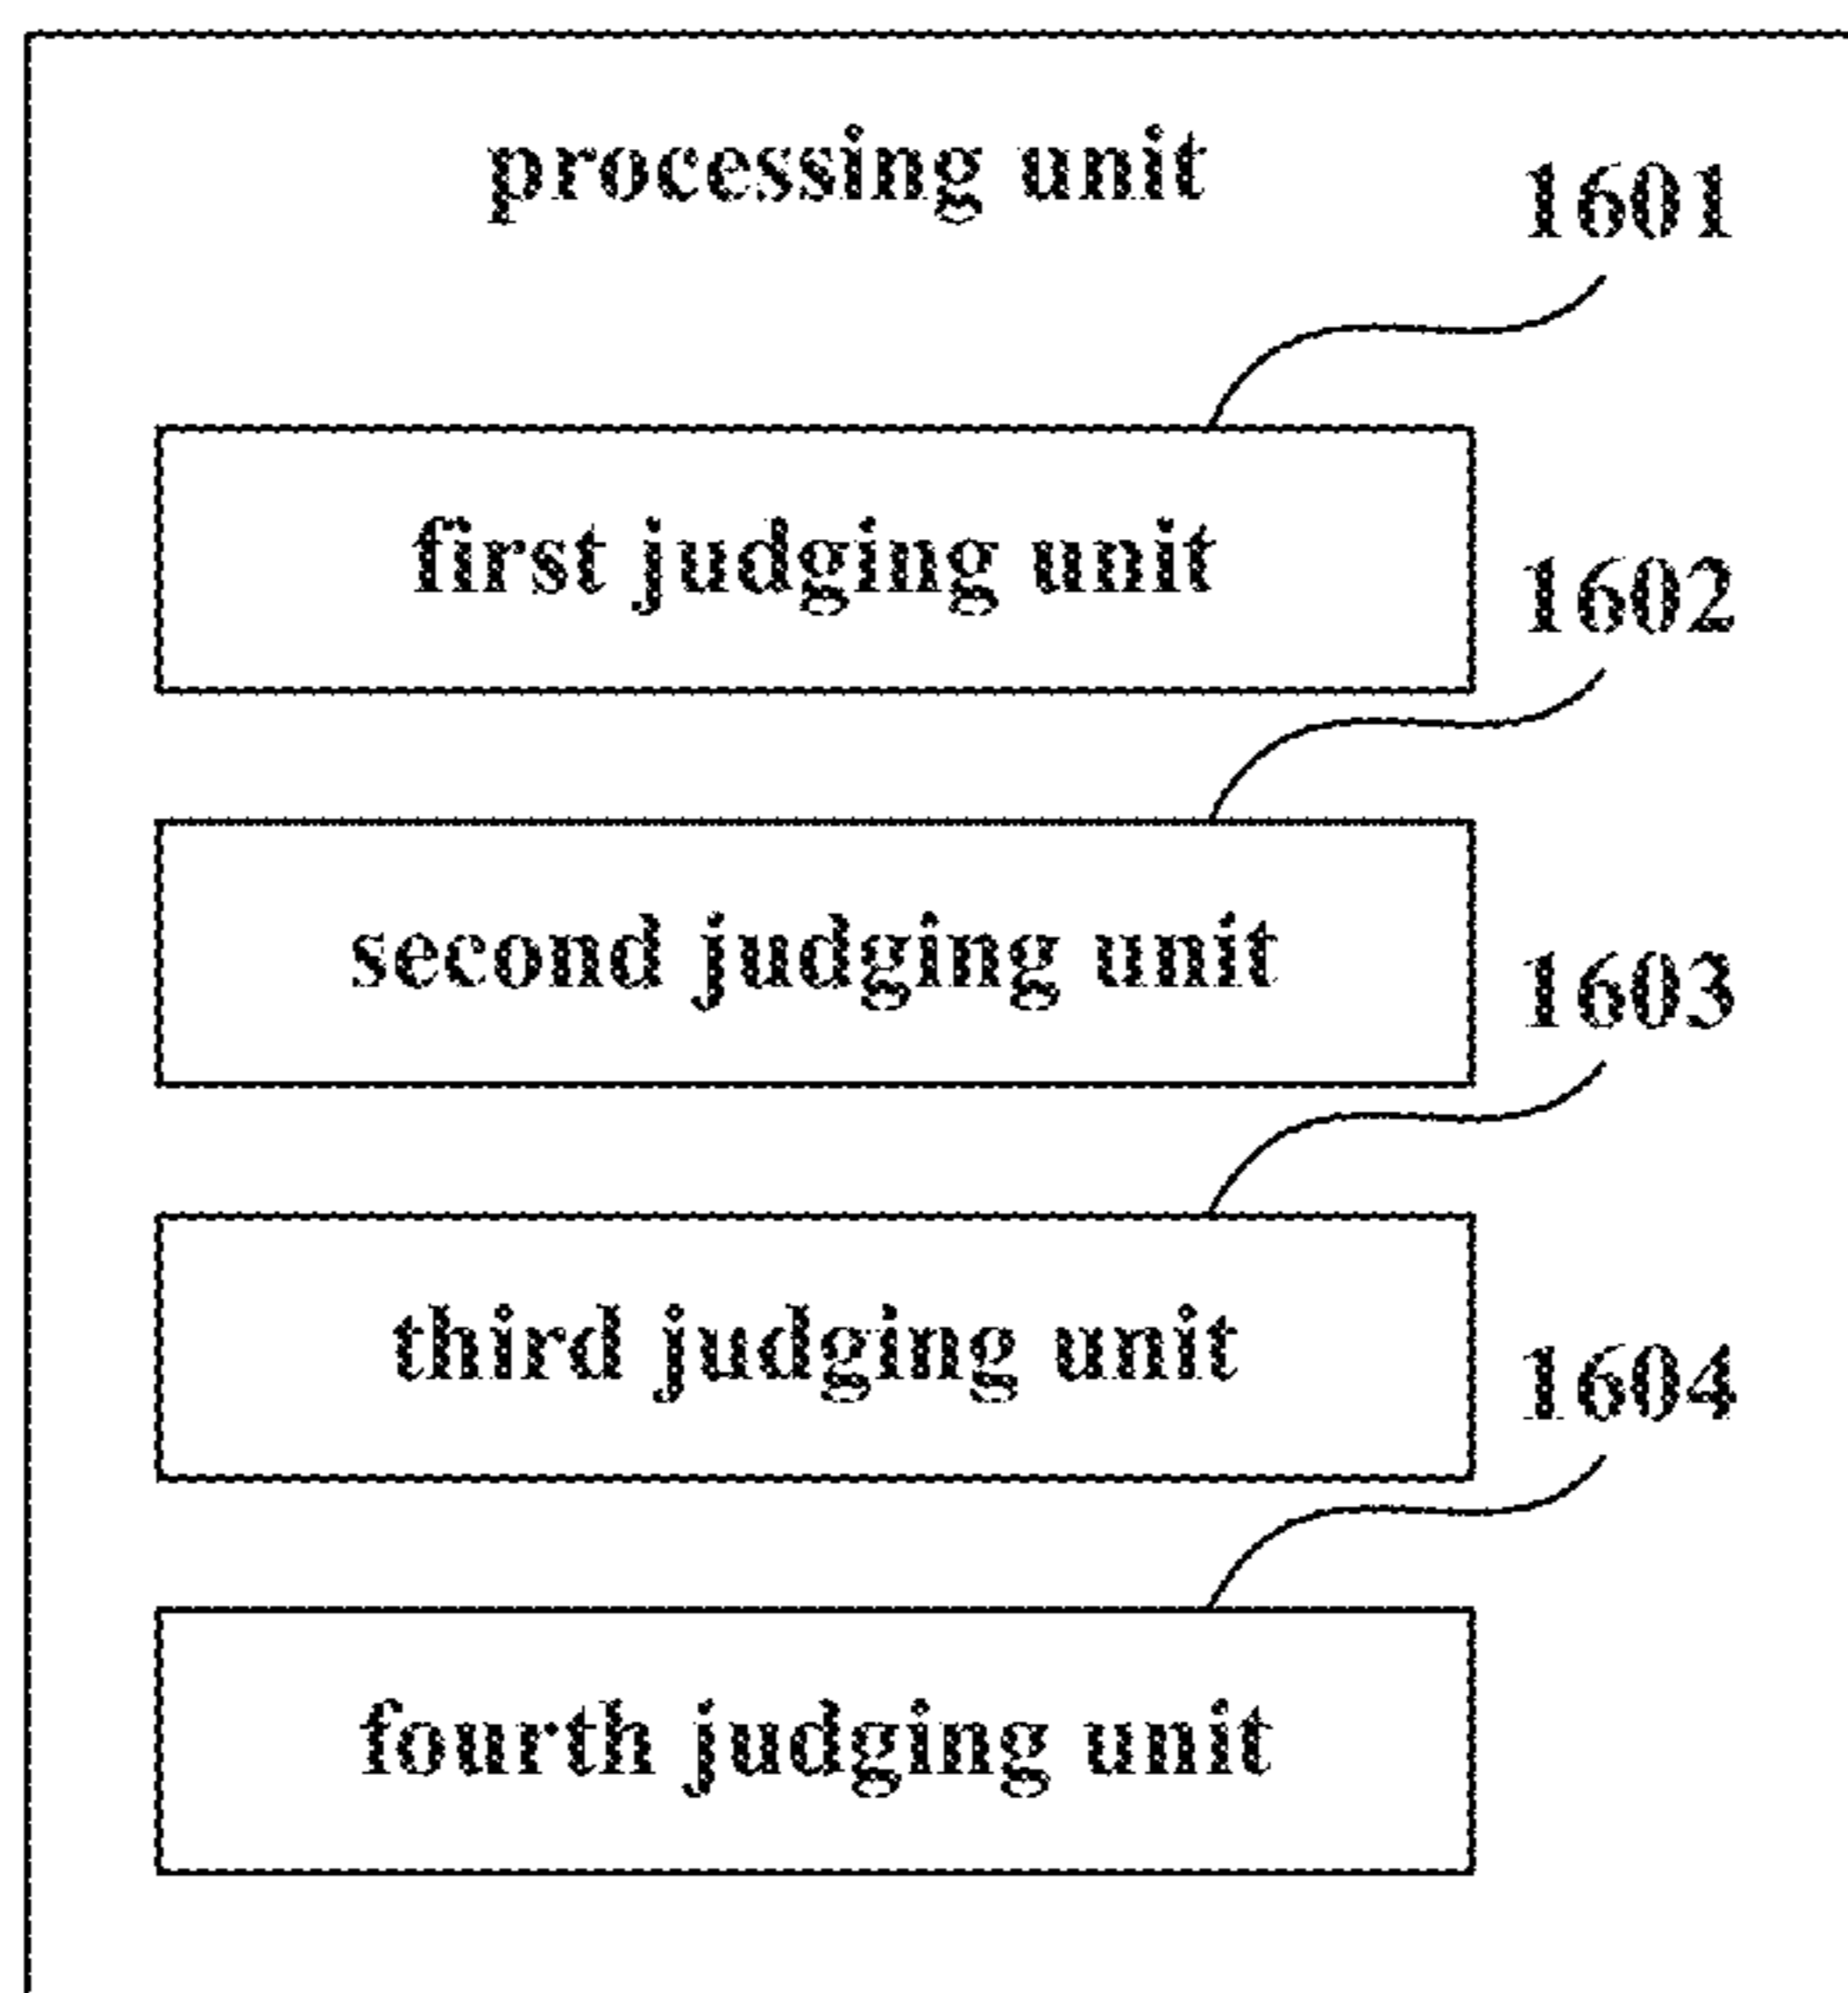 processing unit
1601
first judging unit
1602
second judging unit
1603
third judging unit
1604
fourth judging unit